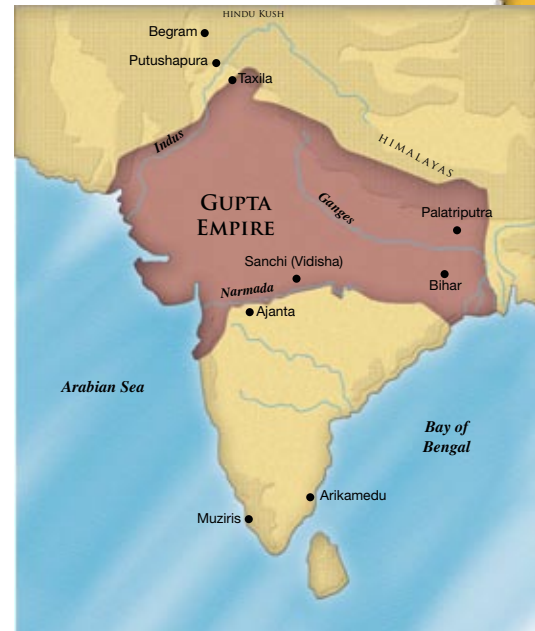 HINDU KUSH
Begram
Putushapura
Taxila
Indus
HIMALAYAS
GUPTA
EMPIRE
Ganges
Palatriputra
Sanchi (Vidisha)
Narmada
Bihar
Ajanta
Arabian Sea
Bay of
Bengal
Arikamedu
Muziris